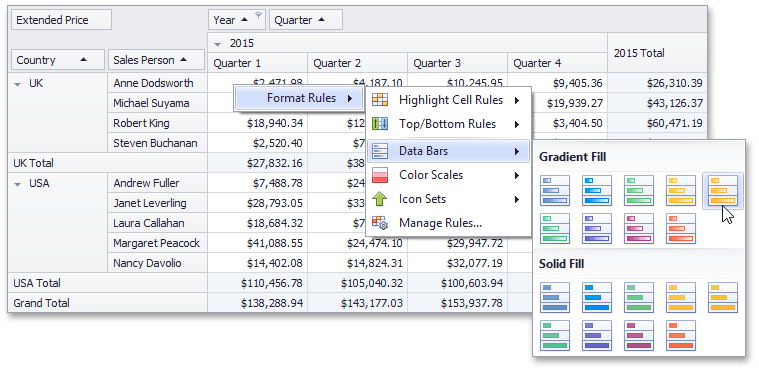 Extended Price Year Quarter
2015
Country Sales Person Quarter 1 Quarter 2 Quarter 3 Quarter 4 2015 Total
UK Anne Dodsworth $2,471.98 $4,187.10 $10,245.95 $9,405.36 $26,310.39
Michael Suyama $19,939.27 $43,126.37
Robert King $18,940.34 $12 $3,404.50 $60,471.19
Steven Buchanan $2,520.40 $7
UK Total $27,832.16 $38
USA Andrew Fuller $7,488.78 $24
Janet Leverling $28,793.05 $33
Laura Callahan $18,684.32 $7
Margaret Peacock $41,088.55 $24,474.10 $29,947.72
Nancy Davolio $14,402.08 $14,824.31 $32,077.19
USA Total $110,456.78 $105,040.32 $100,603.94
Grand Total $138,288.94 $143,177.03 $153,937.78
Format Rules
Highlight Cell Rules
Top/Bottom Rules
Data Bars
Color Scales
Icon Sets
Manage Rules...
Gradient Fill
Solid Fill